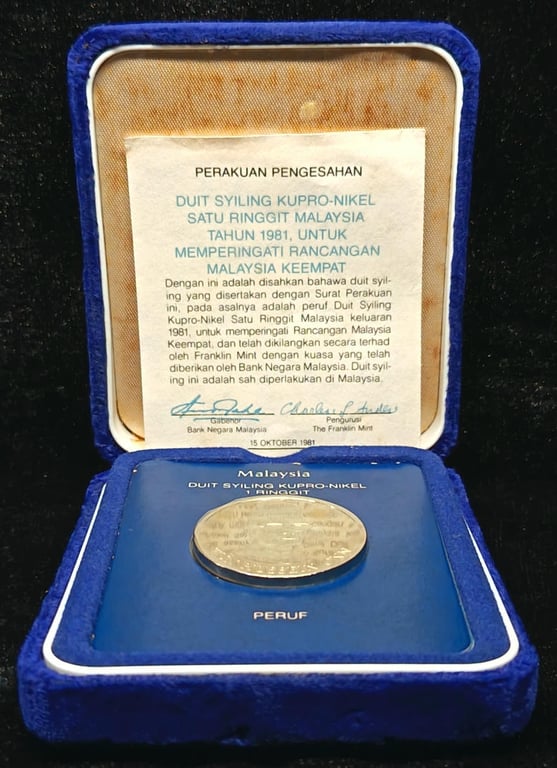 PERAKUAN PENGESAHAN
DUIT SYILING KUPRO-NIKEL
SATU RINGGIT MALAYSIA
TAHUN 1981, UNTUK
MEMPERINGATI RANCANGAN
MALAYSIA KEEMPAT
Dengan ini adalah disahkan bahawa duit syil-
ing yang disertakan dengan Surat Perakuan
ini, pada asalnya adalah peruf Duit Syiling
Kupro-Nikel Satu Ringgit Malaysia keluaran
1981, untuk memperingati Rancangan Malaysia
Keempat, dan telah dikilangkan secara terhad
oleh Franklin Mint dengan kuasa yang telah
diberikan oleh Bank Negara Malaysia. Duit syil-
ing ini adalah sah diperlakukan di Malaysia.
Gabenor Pengurusi
Bank Negara Malaysia The Franklin Mint
15 OKTOBER 1981
Malaysia
DUIT SYILING KUPRO-NIKEL
1 RINGGIT
PERUF